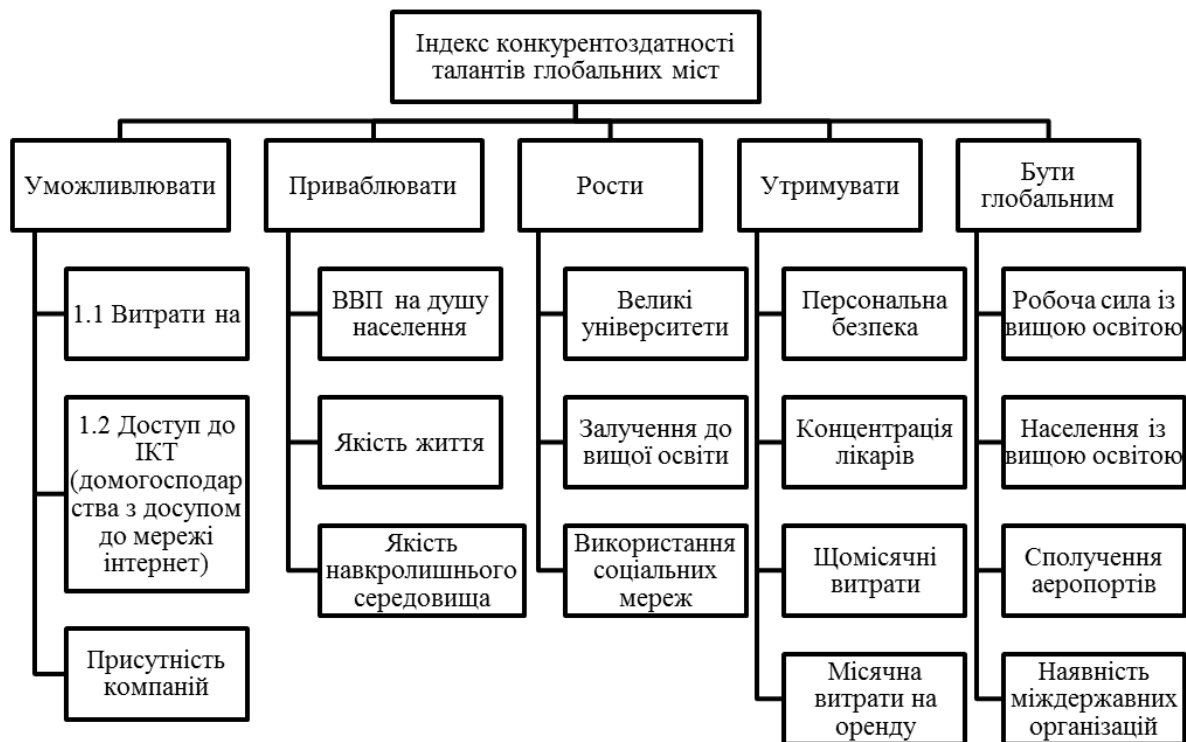 Індекс конкурентоздатності
талантів глобальних міст
Уможливлювати
Приваблювати
Рости
Утримувати
Бути
глобальним
1.1 Витрати на
1.2 Доступ до
ІКТ
(домогосподар
ства з досупом
до мережі
інтернет)
Присутність
компаній
ВВП на душу
населення
Якість життя
Якість
навкролишнього
середовища
Великі
університети
Залучення до
вищої освіти
Використання
соціальних
мереж
Персональна
безпека
Концентрація
лікарів
Щомісячні
витрати
Місячна
витрати на
оренду
Робоча сила із
вищою освітою
Населення із
вищою освітою
Сполучення
аеропортів
Наявність
міждержавних
організацій